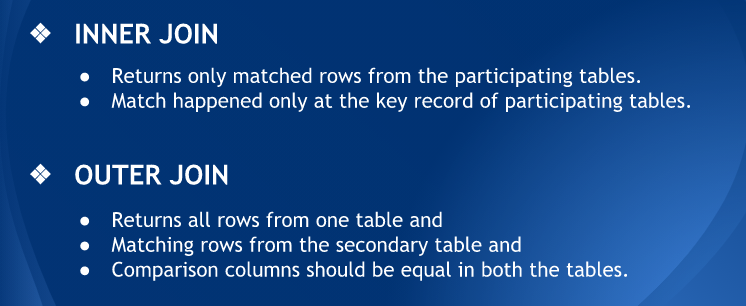 ❖ INNER JOIN
● Returns only matched rows from the participating tables.
● Match happened only at the key record of participating tables.
❖ OUTER JOIN
● Returns all rows from one table and
● Matching rows from the secondary table and
● Comparison columns should be equal in both the tables.